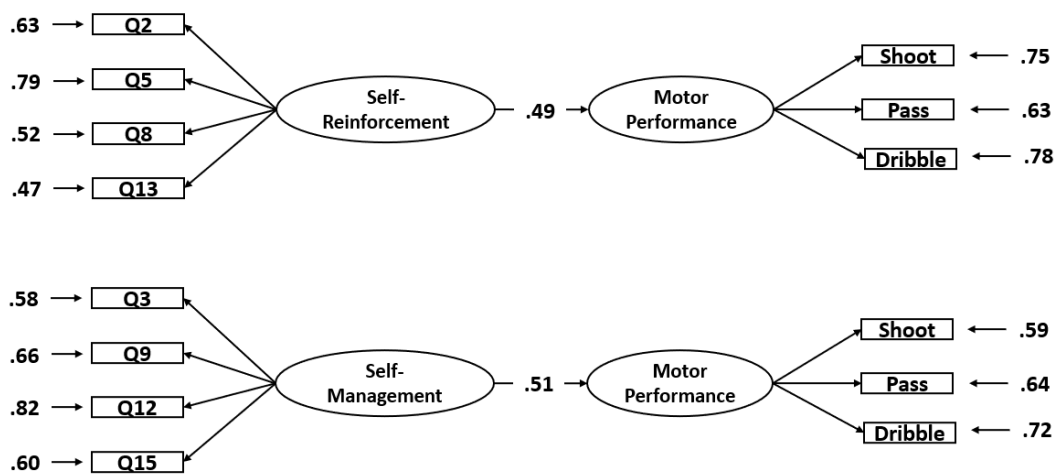 .63 Q2
.79 Q5
.52 Q8
.47 Q13
Self-
Reinforcement
.49
Motor
Performance
Shoot .75
Pass .63
Dribble .78
.58 Q3
.66 Q9
.82 Q12
.60 Q15
Self-
Management
.51
Motor
Performance
Shoot .59
Pass .64
Dribble .72